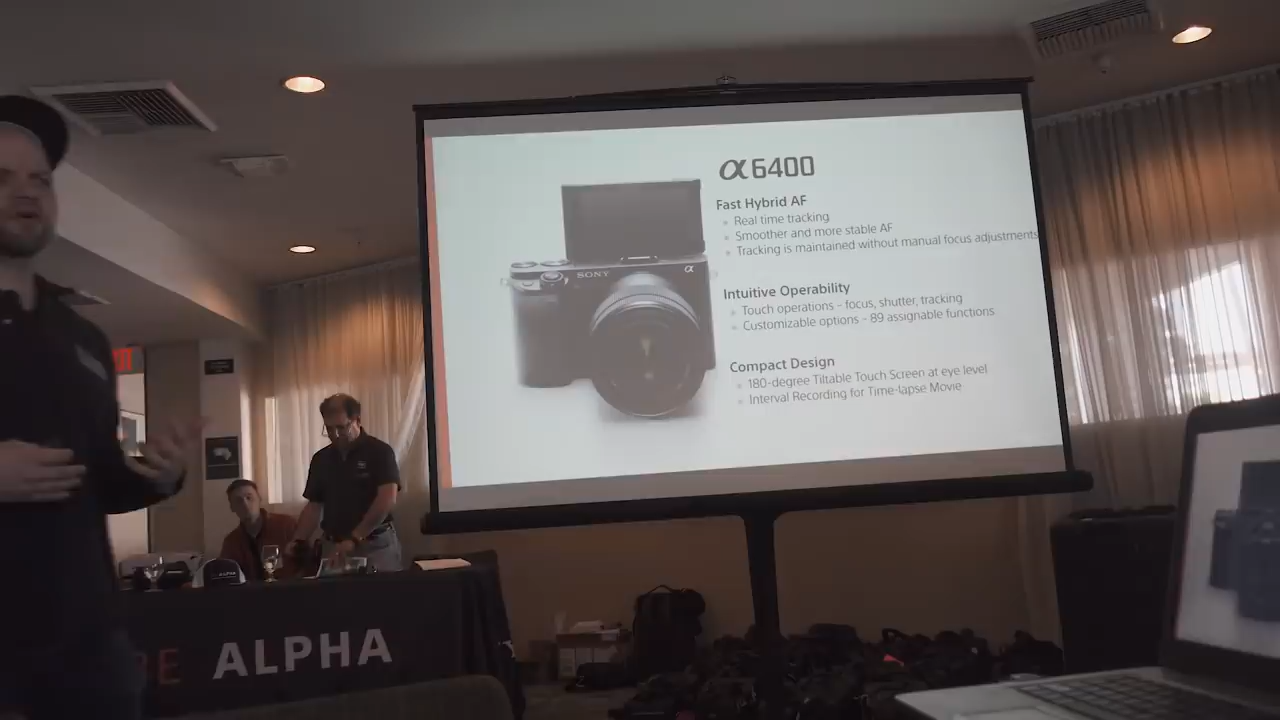 α6400
Fast Hybrid AF
Real time tracking
Smoother and more stable AF
Tracking is maintained without manual focus adjustments
SONY
α
Intuitive Operability
Touch operations - focus, shutter, tracking
Customizable options - 89 assignable functions
Compact Design
180-degree Tiltable Touch Screen at eye level
Interval Recording for Time-lapse Movie
ALPHA
BE ALPHA